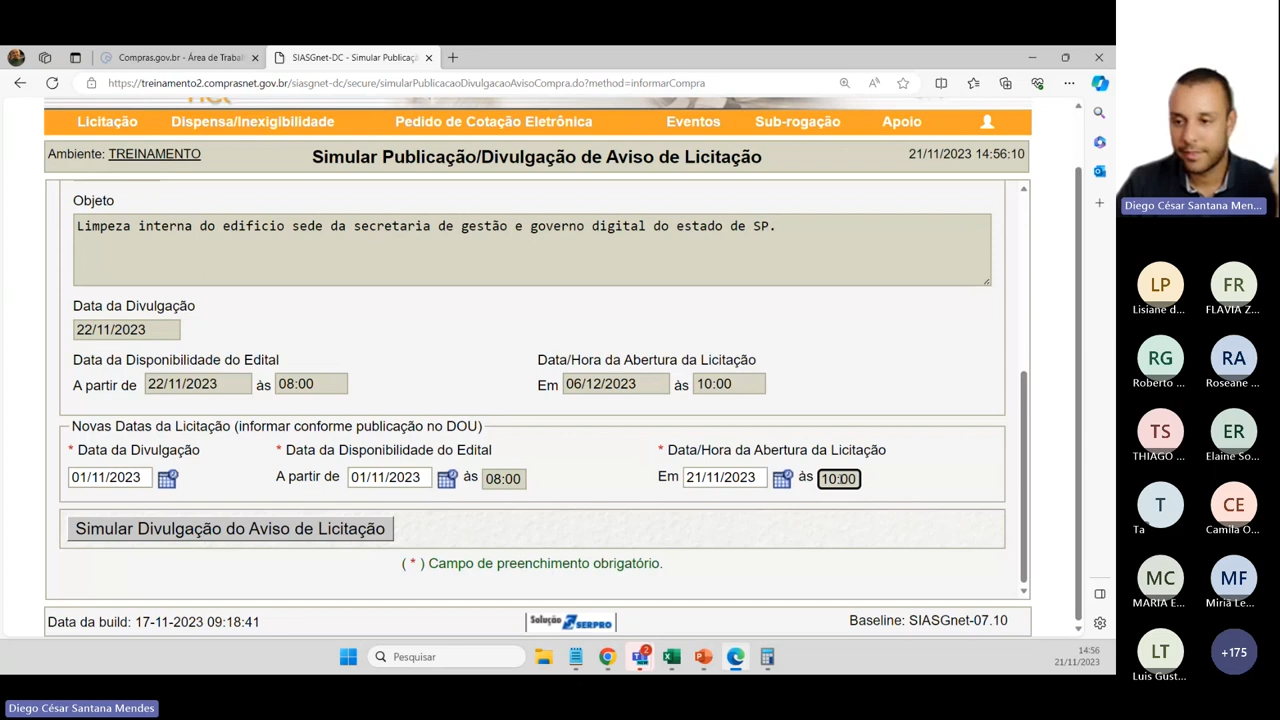 Compras.gov.br - Área de Trabal
SIASGnet-DC - Simular Publicaç
https://treinamento2.comprasnet.gov.br/siasgnet-dc/secure/simularPublicacaoDivulgacaoAvisoCompra.do?method=informarCompra
net
Licitação Dispensa/Inexigibilidade Pedido de Cotação Eletrônica Eventos Sub-rogação Apoio
Ambiente: TREINAMENTO Simular Publicação/Divulgação de Aviso de Licitação 21/11/2023 14:56:10
Objeto
Limpeza interna do edificio sede da secretaria de gestão e governo digital do estado de SP.
Data da Divulgação
22/11/2023
Data da Disponibilidade do Edital Data/Hora da Abertura da Licitação
A partir de 22/11/2023 às 08:00 Em 06/12/2023 às 10:00
Novas Datas da Licitação (informar conforme publicação no DOU)
* Data da Divulgação * Data da Disponibilidade do Edital * Data/Hora da Abertura da Licitação
01/11/2023 A partir de 01/11/2023 às 08:00 Em 21/11/2023 às 10:00
Simular Divulgação do Aviso de Licitação
( * ) Campo de preenchimento obrigatório.
Data da build: 17-11-2023 09:18:41 Solução SERPRO Baseline: SIASGnet-07.10
Pesquisar
2
14:56
21/11/2023
Diego César Santana Men...
LP FR
Lisiane d... FLAVIA Z...
RG RA
Roberto ... Roseane ...
TS ER
THIAGO ... Elaine So...
T CE
Ta Camila O...
MC MF
MARIA E... Miria Le...
LT +175
Luis Gust...
Diego César Santana Mendes